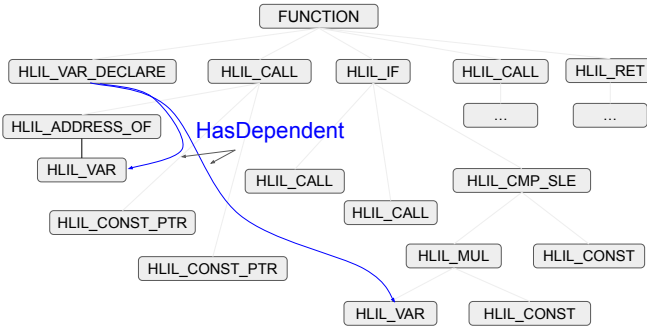 FUNCTION
HLIL_VAR_DECLARE
HLIL_CALL
HLIL_IF
HLIL_CALL
HLIL_RET
HLIL_ADDRESS_OF
HasDependent
...
...
HLIL_VAR
HLIL_CALL
HLIL_CMP_SLE
HLIL_CONST_PTR
HLIL_CALL
HLIL_CONST_PTR
HLIL_MUL
HLIL_CONST
HLIL_VAR
HLIL_CONST